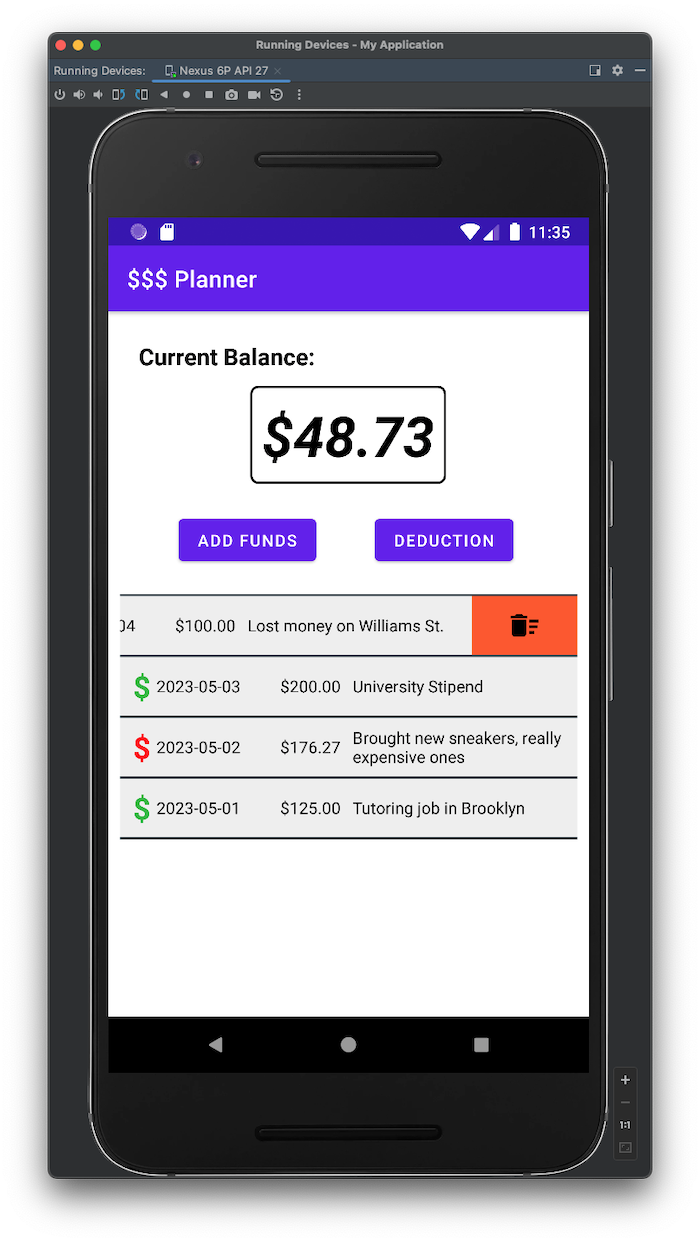 Running Devices - My Application
Running Devices: Nexus 6P API 27
11:35
$$$ Planner
Current Balance:
$48.73
ADD FUNDS DEDUCTION
04 $100.00 Lost money on Williams St.
$ 2023-05-03 $200.00 University Stipend
$ 2023-05-02 $176.27 Brought new sneakers, really
expensive ones
$ 2023-05-01 $125.00 Tutoring job in Brooklyn
1:1